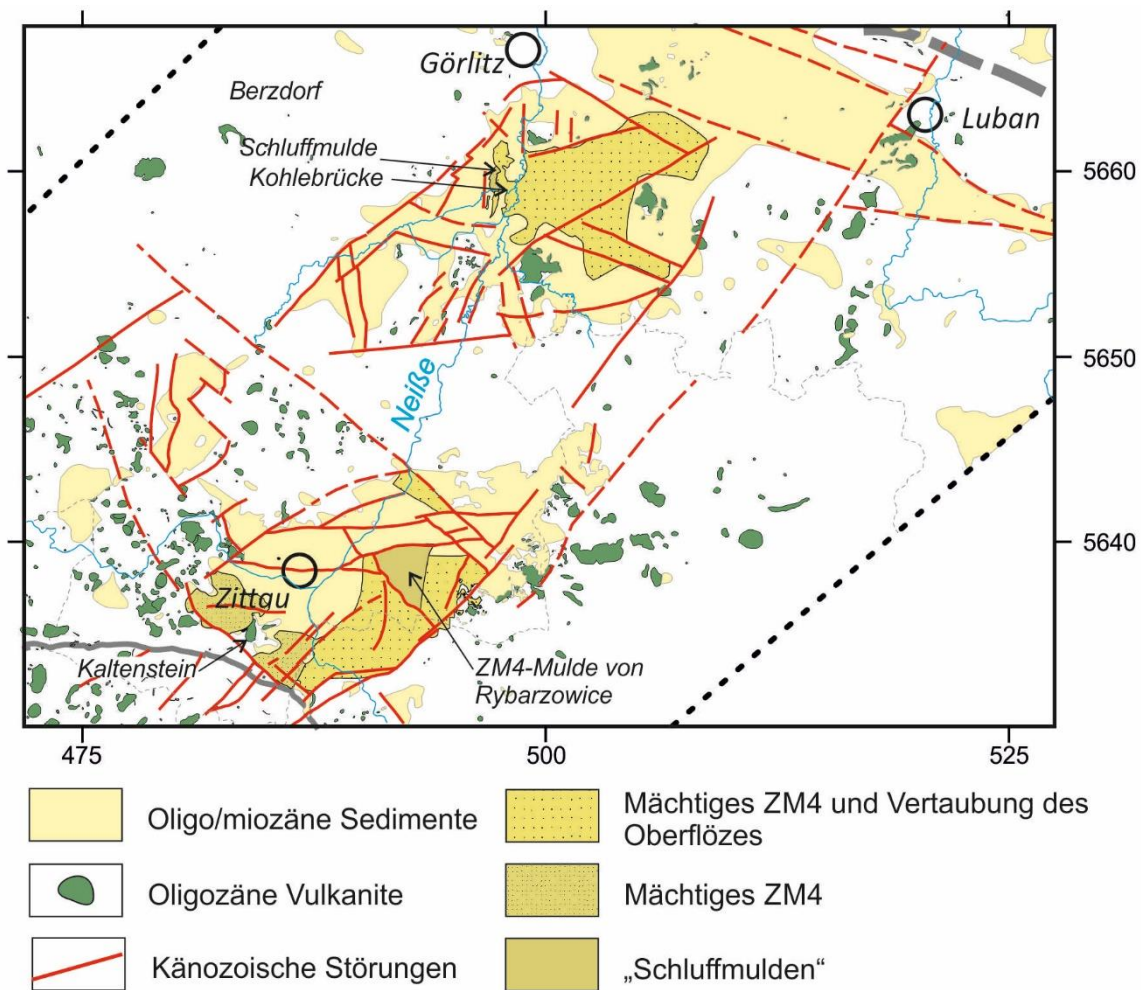 Görlitz
Berzdorf
Luban
Schluffmulde
Kohlebrücke
5660
5650
Neiße
5640
Zittau
Kaltenstein
ZM4-Mulde von
Rybarzowice
475
500
525
Oligo/miozäne Sedimente
Mächtiges ZM4 und Vertaubung des
Oberflözes
Oligozäne Vulkanite
Mächtiges ZM4
Känozoische Störungen
„Schluffmulden“